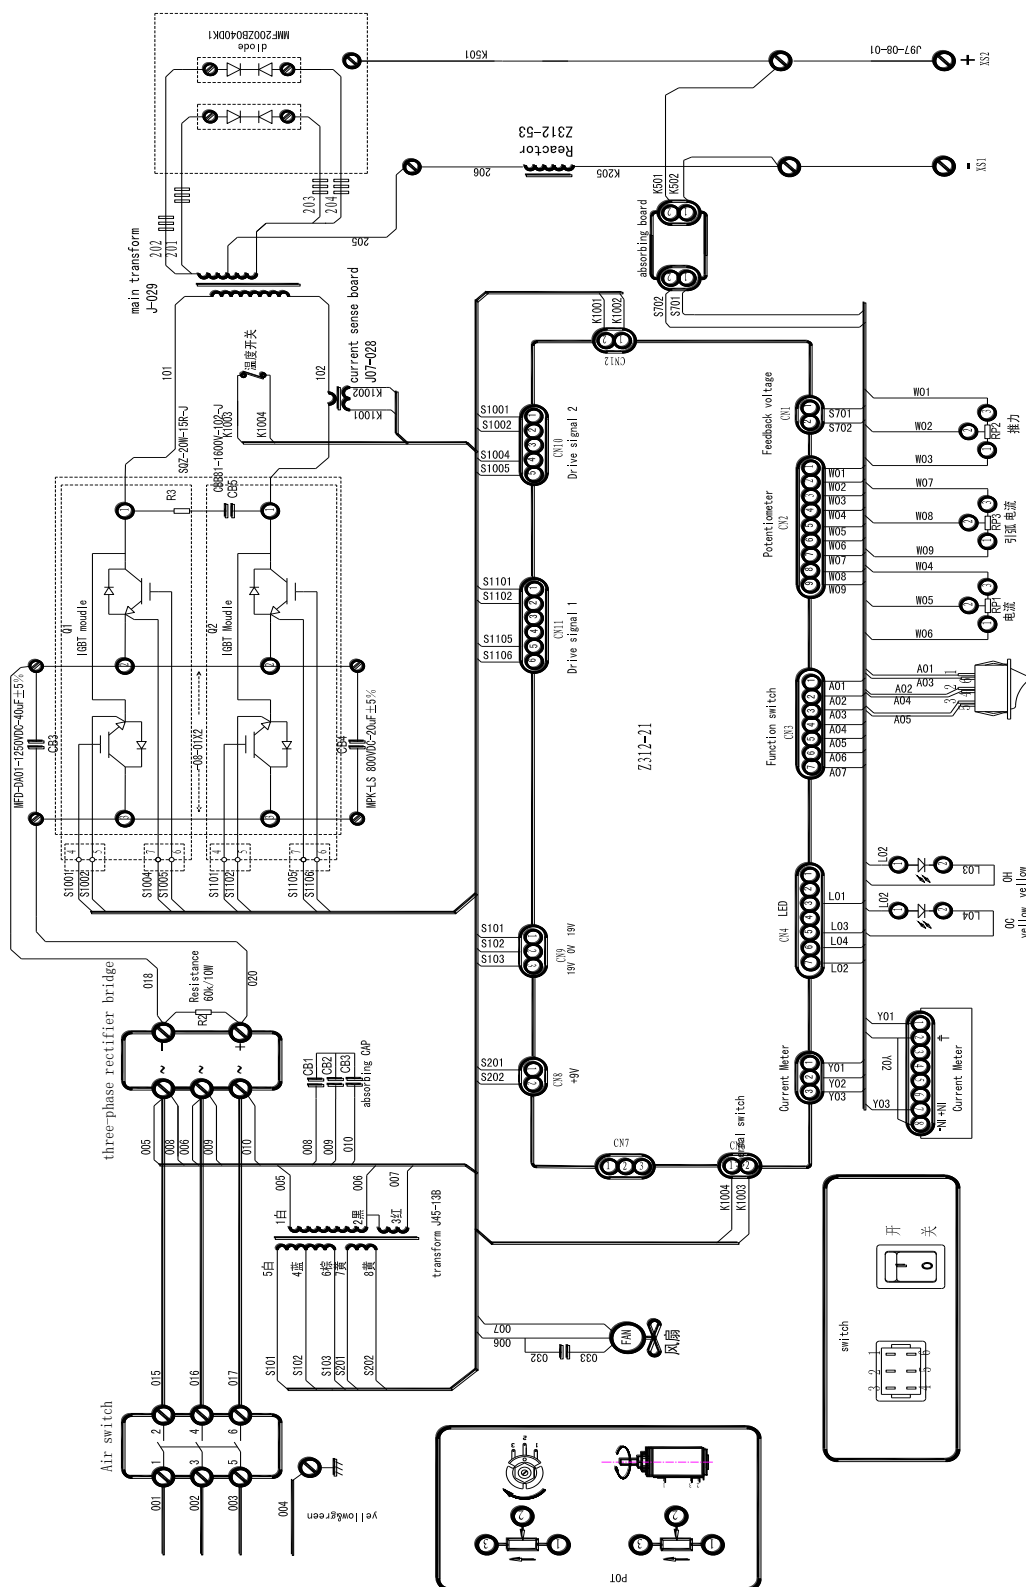 MMF200ZB040DK1
diode
K501
J97-08-01
+
XS2
Z312-53
Reactor
206
K205
-
XS1
202
201
203
204
205
main transform
J-029
absorbing board
K501
K502
S702
S701
current sense board
J07-028
温度开关
K1003
K1004
K1002
K1001
101
102
SQZ-20W-15R-J
CBB81-1600V-102-J
R3
CB5
Q1
IGBT moudle
Q2
IGBT Moudle
MFD-DA01-1250VDC-40uF±5%
CB3
MPK-LS 800VDC-20uF±5%
CB4
-08-01X2
S1001
S1002
S1004
S1005
S1101
S1102
S1105
S1106
K1001
K1002
CN12
S1001
S1002
S1004
S1005
CN10
Drive signal 2
S1101
S1102
S1105
S1106
CN11
Drive signal 1
Z312-21
S101
S102
S103
CN9
19V 0V 19V
S201
S202
CN8
+9V
CN7
K1004
K1003
Feedback voltage
CN1
S701
S702
Potentiometer
CN2
W01
W02
W03
W04
W05
W06
W07
W08
W09
Function switch
CN3
A01
A02
A03
A04
A05
A06
A07
LED
CN4
L01
L03
L04
L02
Current Meter
Y01
Y02
Y03
W01
W02
W03
RP2
推力
W07
W08
W09
RP3
引弧 电流
W04
W05
W06
RP1
电流
A01
A03
A02
A04
A05
L02
L03
OH
yellow
L02
L04
OC
yellow
Y01
Y02
Y03
-IN +IN
Current Meter
three-phase rectifier bridge
018
020
Resistance
60k/10W
R2
-
+
~
~
~
005
008
006
009
010
CB1
CB2
CB3
absorbing CAP
008
009
010
005
006
007
1白
2黑
3红
transform J45-13B
5白
4蓝
6棕
7黄
8黄
S101
S102
S103
S201
S202
007
006
032
033
FAN
风扇
Air switch
015
016
017
2
4
6
1
3
5
001
002
003
004
yellow&green
POT
switch
开
关